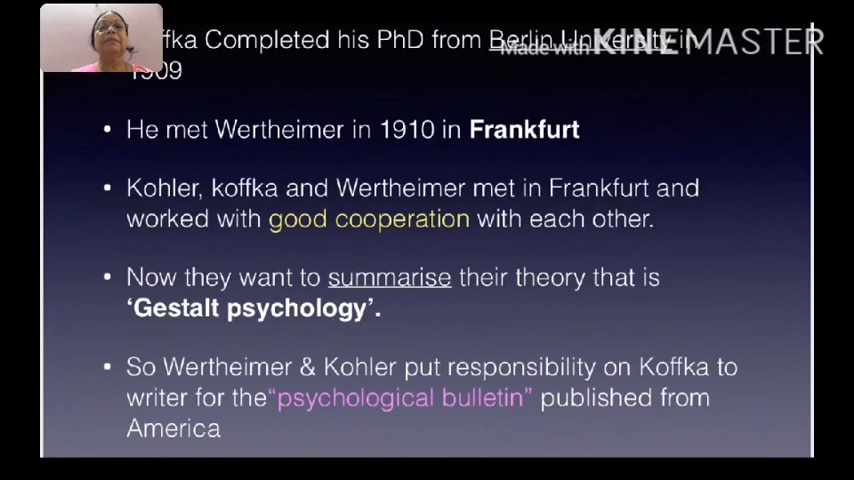 ffka Completed his PhD from Berlin University in
1909
Made with KINEMASTER
• He met Wertheimer in 1910 in Frankfurt
• Kohler, koffka and Wertheimer met in Frankfurt and
worked with good cooperation with each other.
• Now they want to summarise their theory that is
‘Gestalt psychology’.
• So Wertheimer & Kohler put responsibility on Koffka to
writer for the“psychological bulletin” published from
America